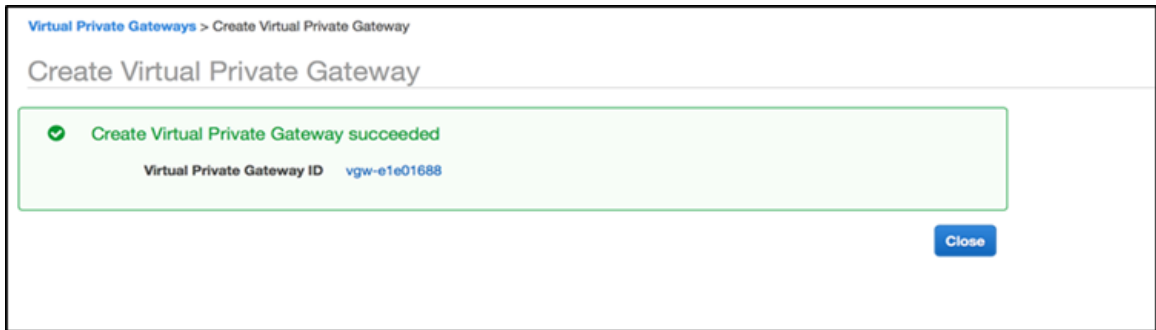 Virtual Private Gateways > Create Virtual Private Gateway
Create Virtual Private Gateway
Create Virtual Private Gateway succeeded
Virtual Private Gateway ID vgw-e1e01688
Close